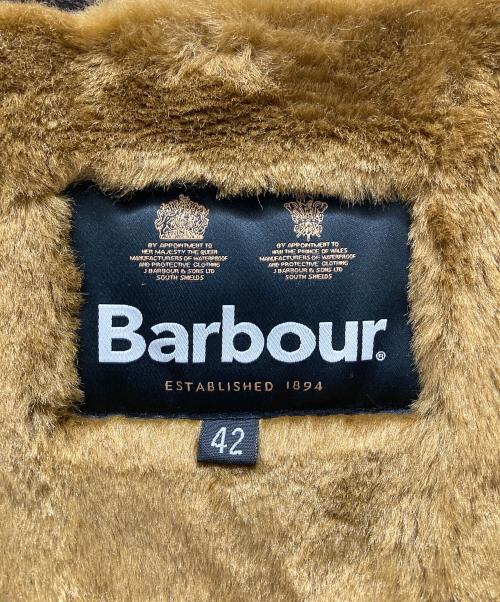 BY APPOINTMENT TO
HER MAJESTY THE QUEEN
MANUFACTURERS OF WATERPROOF
AND PROTECTIVE CLOTHING
J.BARBOUR & SONS LTD
SOUTH SHIELDS
BY APPOINTMENT TO
HRH THE PRINCE OF WALES
MANUFACTURERS OF WATERPROOF
AND PROTECTIVE CLOTHING
J.BARBOUR & SONS LTD
SOUTH SHIELDS
Barbour®
ESTABLISHED 1894
42